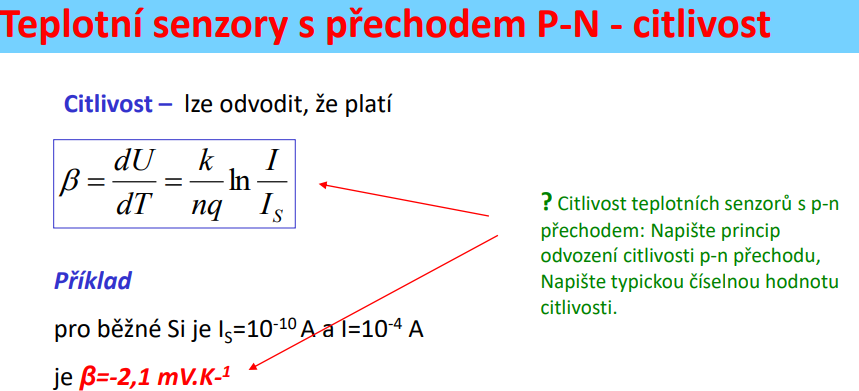 Teplotní senzory s přechodem P-N - citlivost
Citlivost – lze odvodit, že platí
β = dU/dT = k/nq ln I/I_S
? Citlivost teplotních senzorů s p-n
přechodem: Napište princip
odvození citlivosti p-n přechodu,
Napište typickou číselnou hodnotu
citlivosti.
Příklad
pro běžné Si je I_S=10^-10 A a I=10^-4 A
je β=-2,1 mV.K-^1